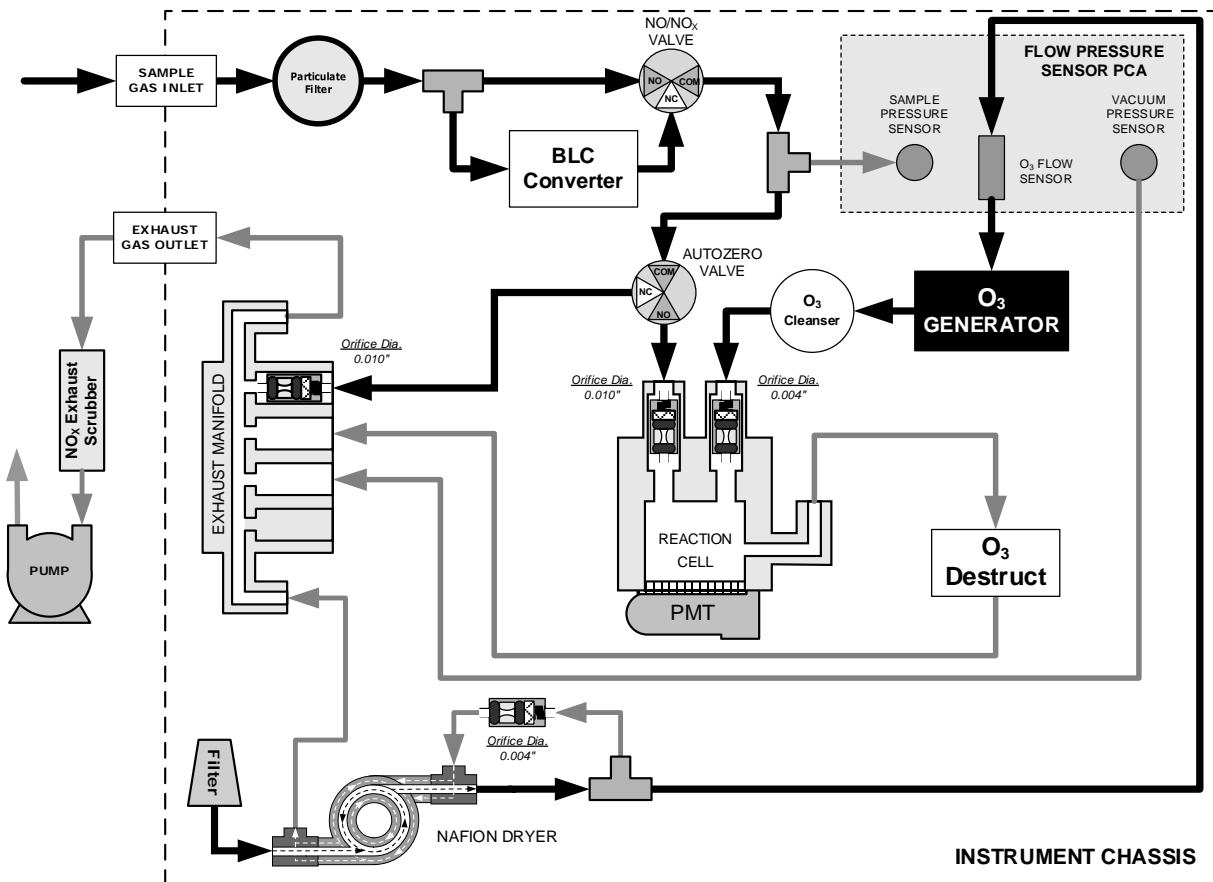 NO/NOX
VALVE
SAMPLE
GAS INLET
Particulate
Filter
NO
COM
NC
BLC
Converter
FLOW PRESSURE
SENSOR PCA
SAMPLE
PRESSURE
SENSOR
VACUUM
PRESSURE
SENSOR
O3 FLOW
SENSOR
EXHAUST
GAS OUTLET
AUTOZERO
VALVE
COM
NC
NO
O3
Cleanser
O3
GENERATOR
Orifice Dia.
0.010"
Orifice Dia.
0.010"
Orifice Dia.
0.004"
NOX Exhaust
Scrubber
EXHAUST MANIFOLD
PUMP
REACTION
CELL
PMT
O3
Destruct
Orifice Dia.
0.004"
Filter
NAFION DRYER
INSTRUMENT CHASSIS